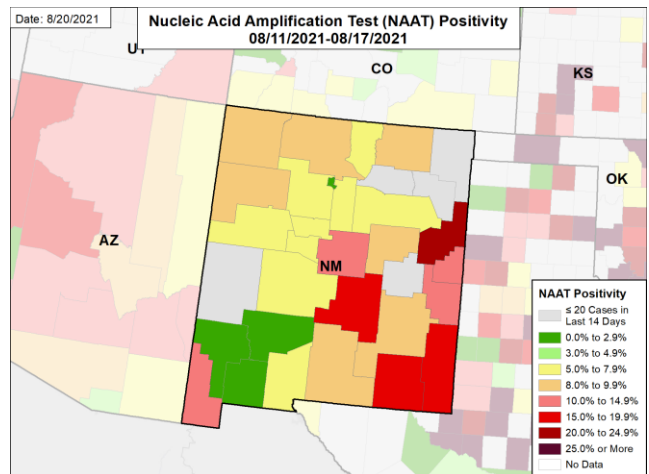 Date: 8/20/2021
Nucleic Acid Amplification Test (NAAT) Positivity
08/11/2021-08/17/2021
UT
CO
KS
OK
AZ
NM
NAAT Positivity
≤ 20 Cases in
Last 14 Days
0.0% to 2.9%
3.0% to 4.9%
5.0% to 7.9%
8.0% to 9.9%
10.0% to 14.9%
15.0% to 19.9%
20.0% to 24.9%
25.0% or More
No Data